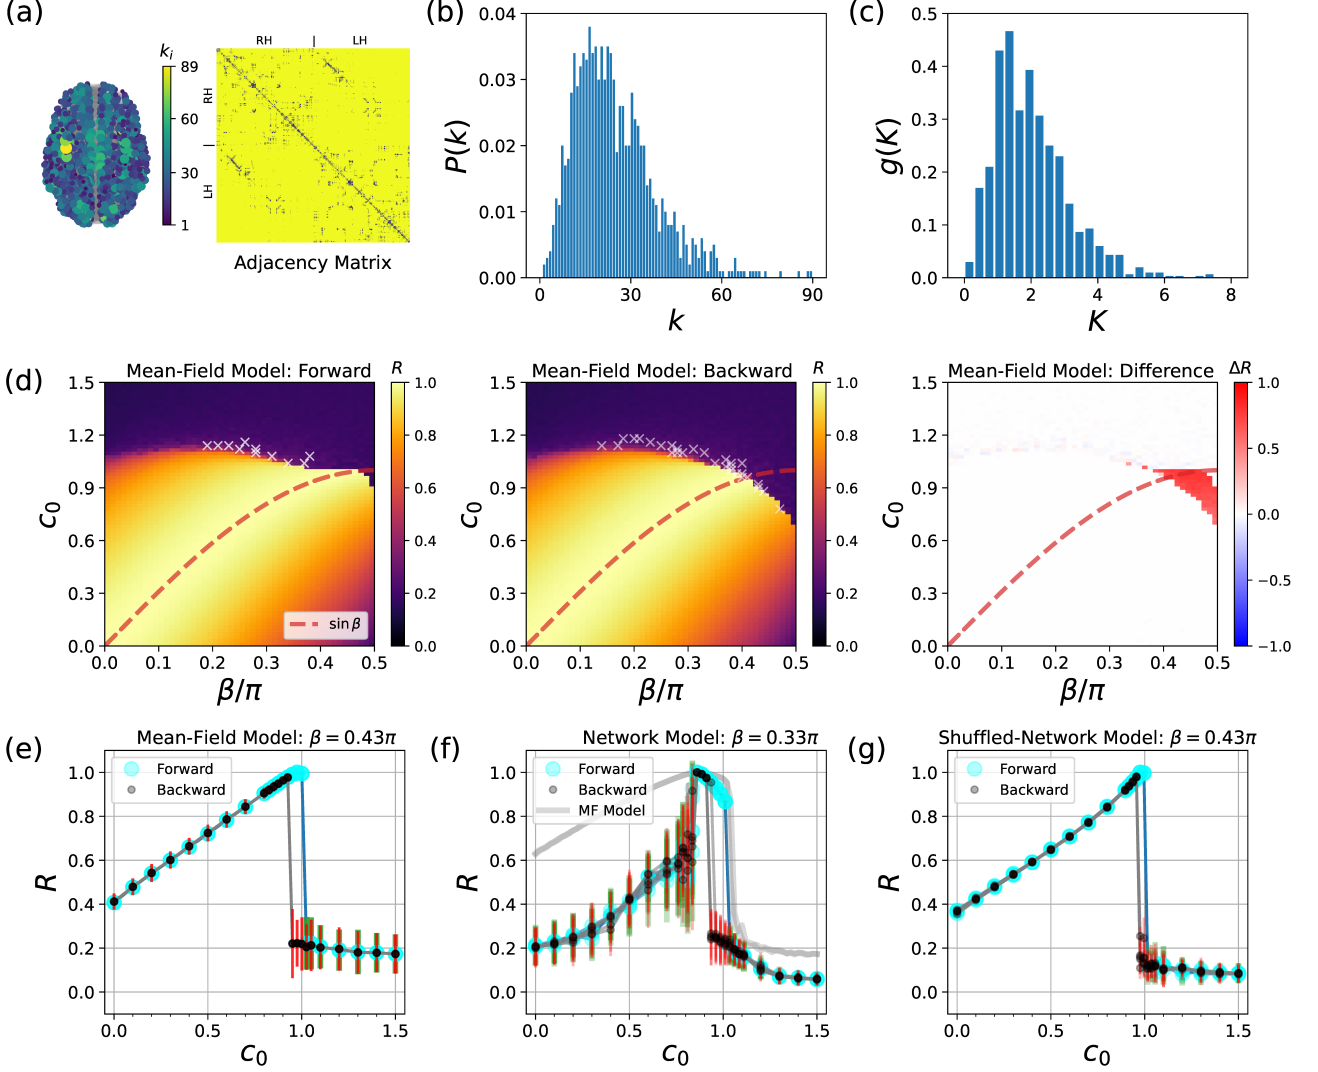 (a)
k_i
89
60
30
1
RH | LH
RH
|
LH
Adjacency Matrix
(b)
0.04
0.03
0.02
0.01
0.00
P(k)
0 30 60 90
k
(c)
0.5
0.4
0.3
0.2
0.1
0.0
g(K)
0 2 4 6 8
K
(d)
Mean-Field Model: Forward
R
1.5
1.2
0.9
0.6
0.3
0.0
c_0
0.0 0.1 0.2 0.3 0.4 0.5
β/π
sin β
1.0
0.8
0.6
0.4
0.2
0.0
Mean-Field Model: Backward
R
1.5
1.2
0.9
0.6
0.3
0.0
c_0
0.0 0.1 0.2 0.3 0.4 0.5
β/π
1.0
0.8
0.6
0.4
0.2
0.0
Mean-Field Model: Difference
ΔR
1.5
1.2
0.9
0.6
0.3
0.0
c_0
0.0 0.1 0.2 0.3 0.4 0.5
β/π
1.0
0.5
0.0
−0.5
−1.0
(e)
Mean-Field Model: β = 0.43π
Forward
Backward
1.0
0.8
0.6
0.4
0.2
0.0
R
0.0 0.5 1.0 1.5
c_0
(f)
Network Model: β = 0.33π
Forward
Backward
MF Model
1.0
0.8
0.6
0.4
0.2
0.0
R
0.0 0.5 1.0 1.5
c_0
(g)
Shuffled-Network Model: β = 0.43π
Forward
Backward
1.0
0.8
0.6
0.4
0.2
0.0
R
0.0 0.5 1.0 1.5
c_0